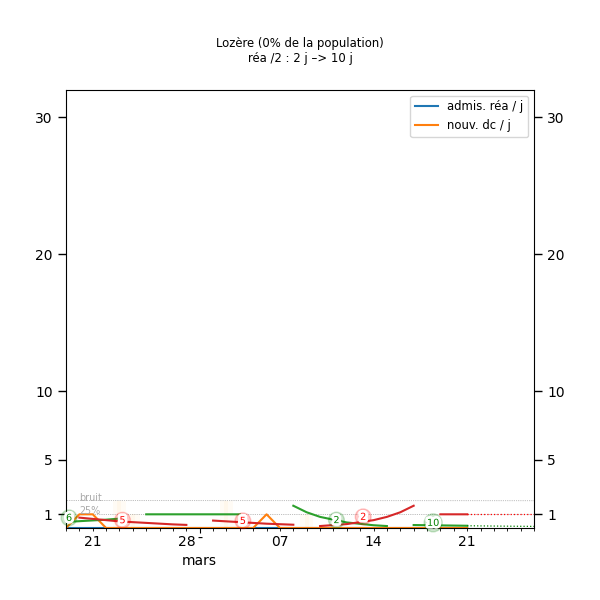 Lozère (0% de la population)
réa /2 : 2 j –> 10 j
admis. réa / j
nouv. dc / j
30 30
20 20
10 10
5 5
bruit
25%
1 1
6 5 5 2 2 10
21 28 - 07 14 21
mars